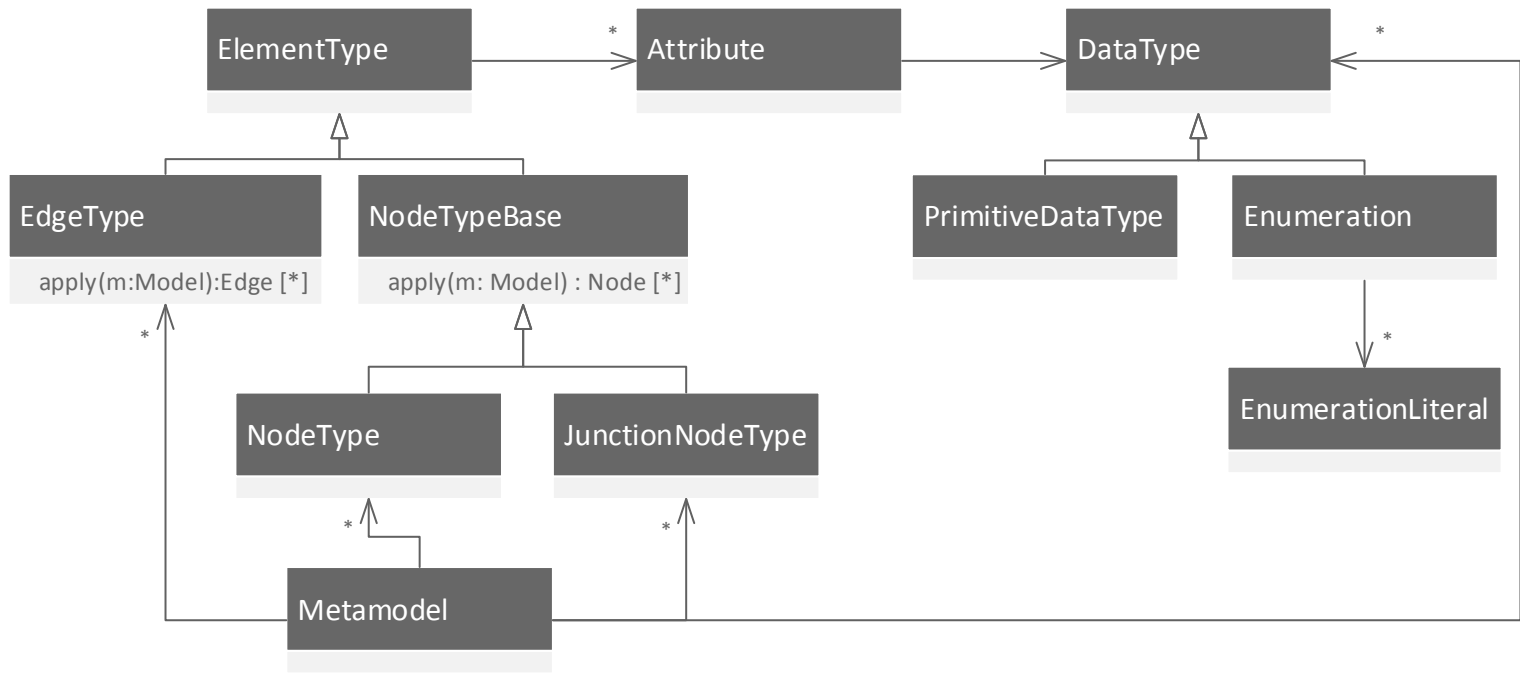 ElementType
*
Attribute
DataType
*
EdgeType
apply(m:Model):Edge [*]
NodeTypeBase
apply(m: Model) : Node [*]
PrimitiveDataType
Enumeration
*
*
EnumerationLiteral
NodeType
JunctionNodeType
*
*
Metamodel